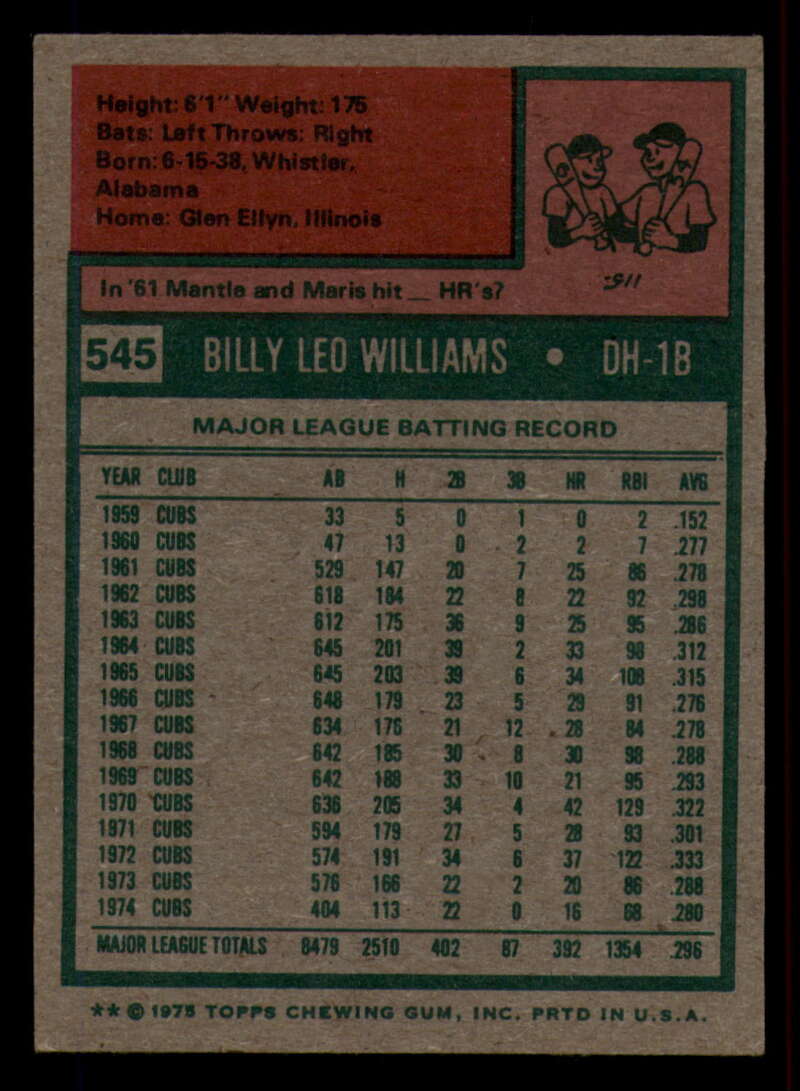 Height: 6'1" Weight: 175
Bats: Left Throws: Right
Born: 6-15-38, Whistler,
Alabama
Home: Glen Ellyn, Illinois
In '61 Mantle and Maris hit __ HR's?
115-
545 BILLY LEO WILLIAMS • DH-1B
MAJOR LEAGUE BATTING RECORD
YEAR CLUB AB H 2B 3B HR RBI AVG
1959 CUBS 33 5 0 1 0 2 .152
1960 CUBS 47 13 0 2 2 7 .277
1961 CUBS 529 147 20 7 25 86 .278
1962 CUBS 618 184 22 8 22 92 .298
1963 CUBS 612 175 36 9 25 95 .286
1964 CUBS 645 201 39 2 33 98 .312
1965 CUBS 645 203 39 6 34 108 .315
1966 CUBS 648 179 23 5 29 91 .276
1967 CUBS 634 176 21 12 28 84 .278
1968 CUBS 642 185 30 8 30 98 .288
1969 CUBS 642 188 33 10 21 95 .293
1970 CUBS 636 205 34 4 42 129 .322
1971 CUBS 594 179 27 5 28 93 .301
1972 CUBS 574 191 34 6 37 122 .333
1973 CUBS 576 166 22 2 20 86 .288
1974 CUBS 404 113 22 0 16 68 .280
MAJOR LEAGUE TOTALS 8479 2510 402 87 392 1354 .296
** © 1975 TOPPS CHEWING GUM, INC. PRTD IN U.S.A.